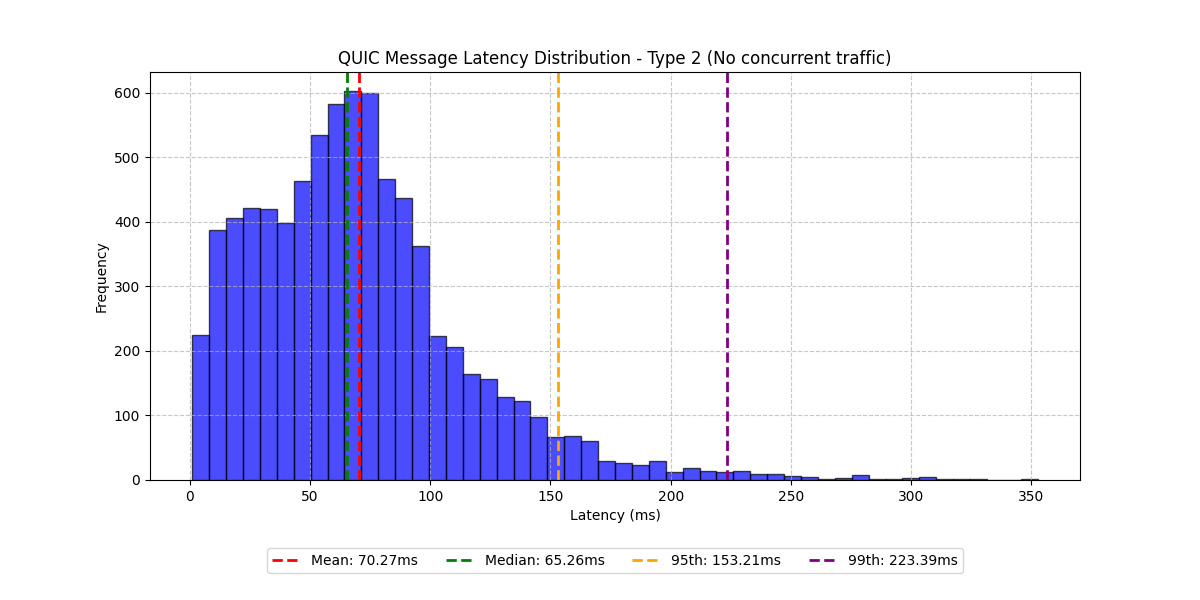 QUIC Message Latency Distribution - Type 2 (No concurrent traffic)
Frequency
600
500
400
300
200
100
0
0 50 100 150 200 250 300 350
Latency (ms)
Mean: 70.27ms Median: 65.26ms 95th: 153.21ms 99th: 223.39ms